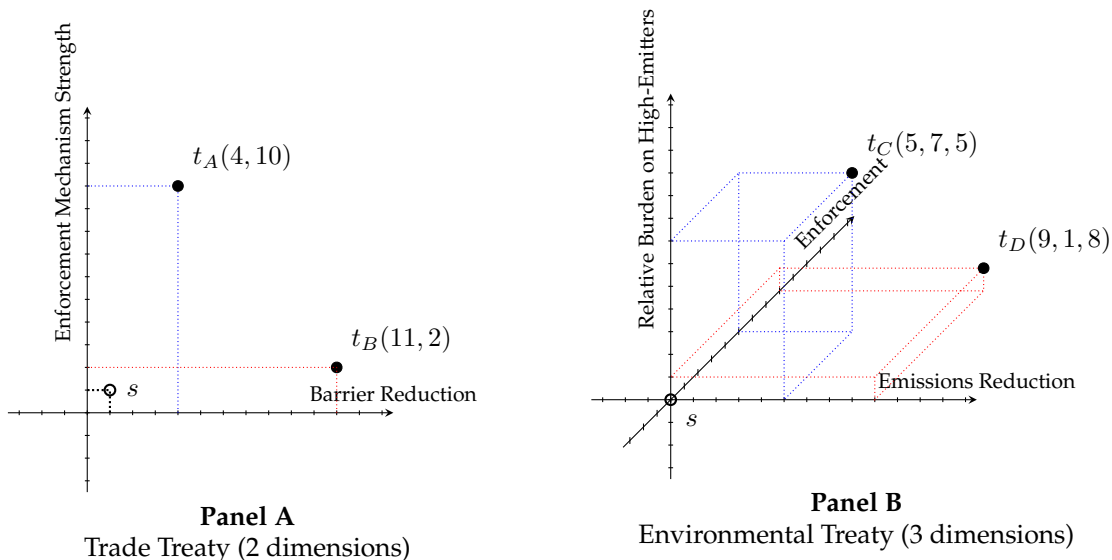 Enforcement Mechanism Strength
t_A(4, 10)
t_B(11, 2)
s
Barrier Reduction
Panel A
Trade Treaty (2 dimensions)
Relative Burden on High-Emitters
t_C(5, 7, 5)
Enforcement
t_D(9, 1, 8)
Emissions Reduction
s
Panel B
Environmental Treaty (3 dimensions)